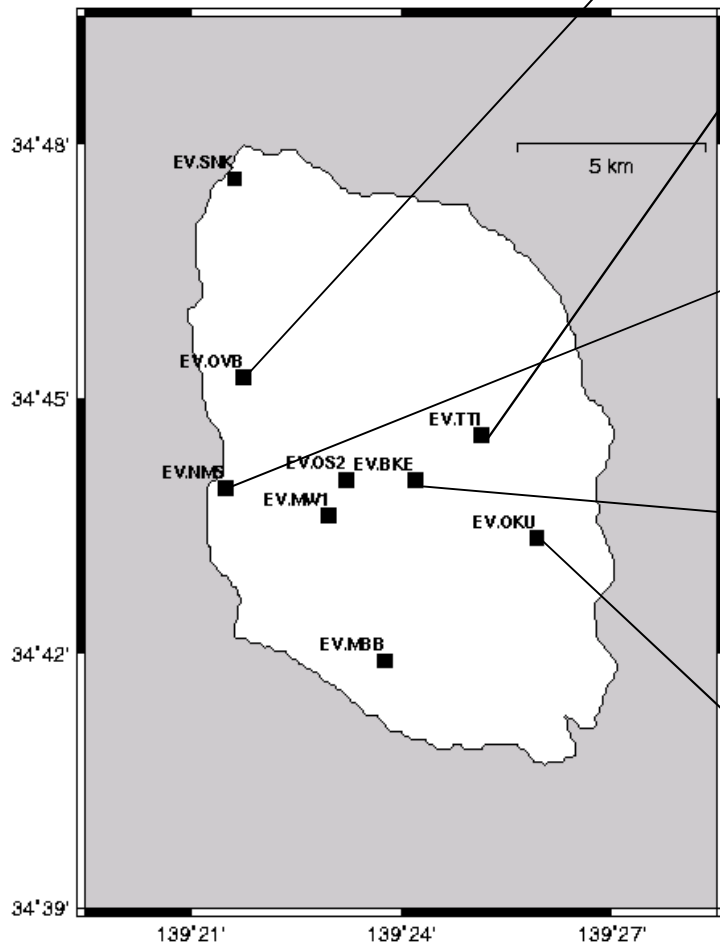 34°48'
EV.SNK
5 km
EV.OVB
34°45'
EV.TTI
EV.NMS
EV.OS2
EV.BKE
EV.MW1
EV.OKU
EV.MBB
34°42'
34°39'
139°21'
139°24'
139°27'